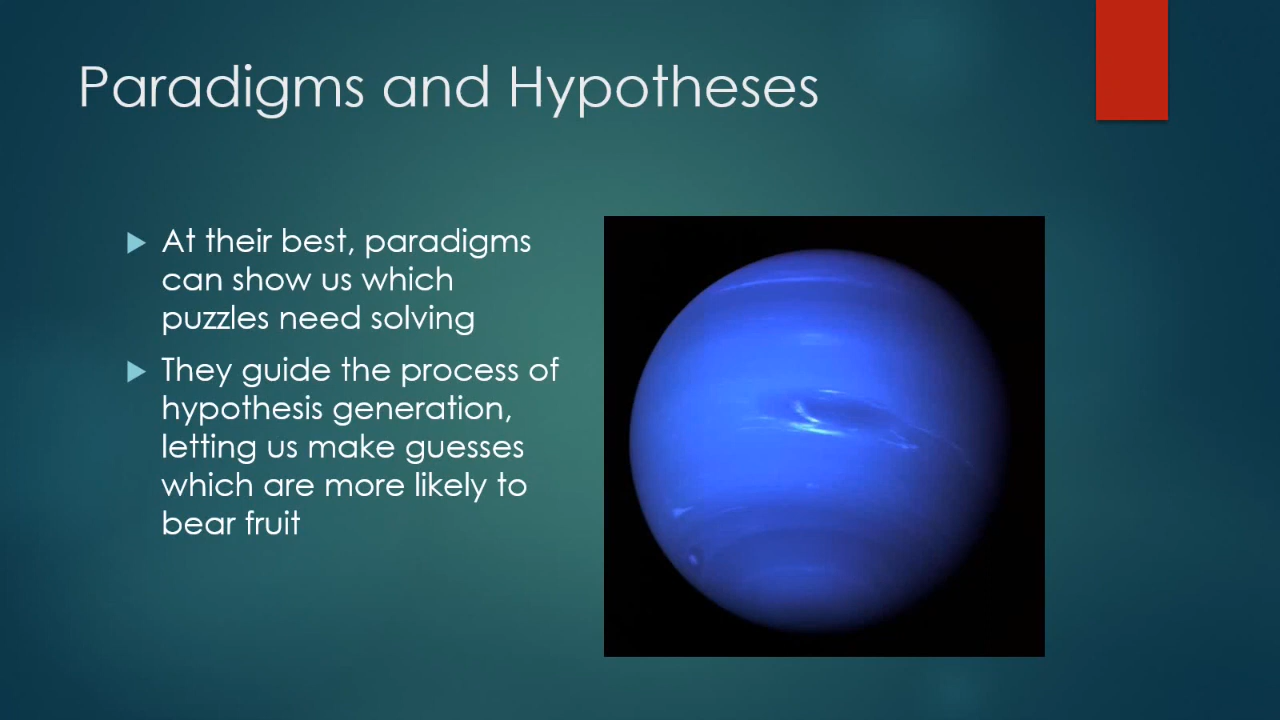 Paradigms and Hypotheses
At their best, paradigms
can show us which
puzzles need solving
They guide the process of
hypothesis generation,
letting us make guesses
which are more likely to
bear fruit